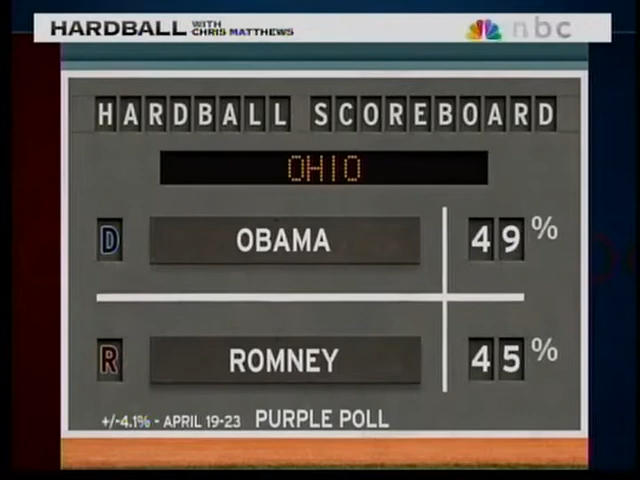 HARDBALL WITH CHRIS MATTHEWS nbc
HARDBALL SCOREBOARD
OHIO
D OBAMA 49%
R ROMNEY 45%
+/-4.1% - APRIL 19-23 PURPLE POLL